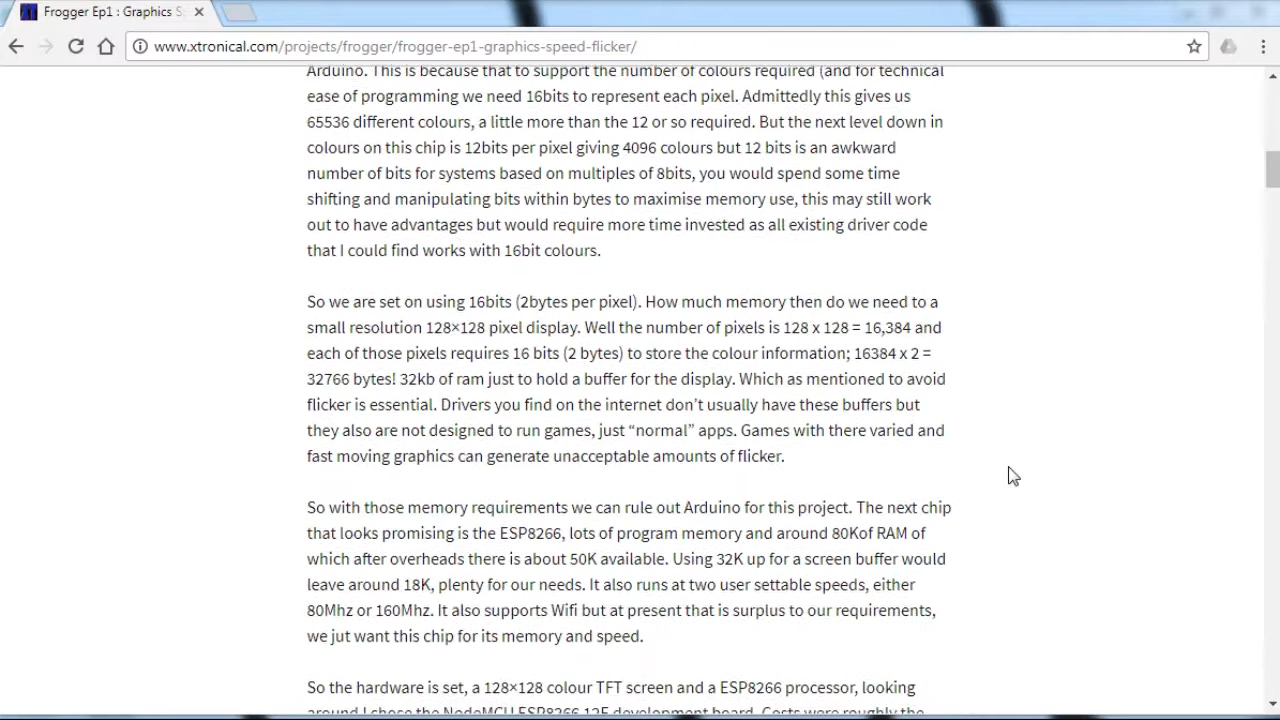 Frogger Ep1 : Graphics S
www.xtronical.com/projects/frogger/frogger-ep1-graphics-speed-flicker/
Arduino. This is because that to support the number of colours required (and for technical
ease of programming we need 16bits to represent each pixel. Admittedly this gives us
65536 different colours, a little more than the 12 or so required. But the next level down in
colours on this chip is 12bits per pixel giving 4096 colours but 12 bits is an awkward
number of bits for systems based on multiples of 8bits, you would spend some time
shifting and manipulating bits within bytes to maximise memory use, this may still work
out to have advantages but would require more time invested as all existing driver code
that I could find works with 16bit colours.
So we are set on using 16bits (2bytes per pixel). How much memory then do we need to a
small resolution 128×128 pixel display. Well the number of pixels is 128 x 128 = 16,384 and
each of those pixels requires 16 bits (2 bytes) to store the colour information; 16384 x 2 =
32766 bytes! 32kb of ram just to hold a buffer for the display. Which as mentioned to avoid
flicker is essential. Drivers you find on the internet don’t usually have these buffers but
they also are not designed to run games, just “normal” apps. Games with there varied and
fast moving graphics can generate unacceptable amounts of flicker.
So with those memory requirements we can rule out Arduino for this project. The next chip
that looks promising is the ESP8266, lots of program memory and around 80Kof RAM of
which after overheads there is about 50K available. Using 32K up for a screen buffer would
leave around 18K, plenty for our needs. It also runs at two user settable speeds, either
80Mhz or 160Mhz. It also supports Wifi but at present that is surplus to our requirements,
we jut want this chip for its memory and speed.
So the hardware is set, a 128×128 colour TFT screen and a ESP8266 processor, looking
around I chose the NodeMCU ESP8266 12E development board. Costs were roughly the